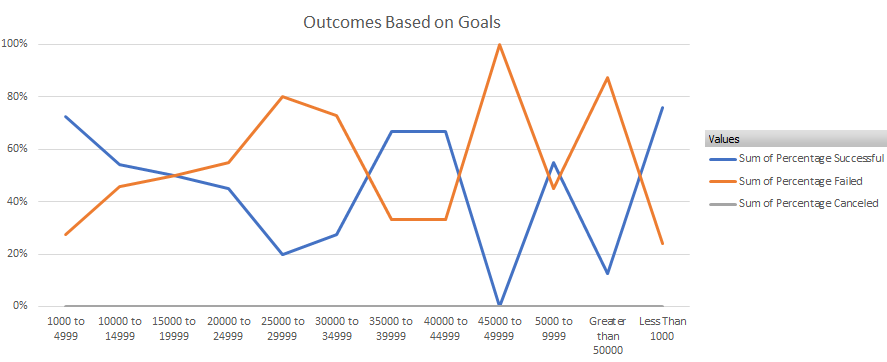 Outcomes Based on Goals
100%
80%
60%
40%
20%
0%
1000 to
4999
10000 to
14999
15000 to
19999
20000 to
24999
25000 to
29999
30000 to
34999
35000 to
39999
40000 to
44999
45000 to
49999
5000 to
9999
Greater
than
50000
Less Than
1000
Values
Sum of Percentage Successful
Sum of Percentage Failed
Sum of Percentage Canceled